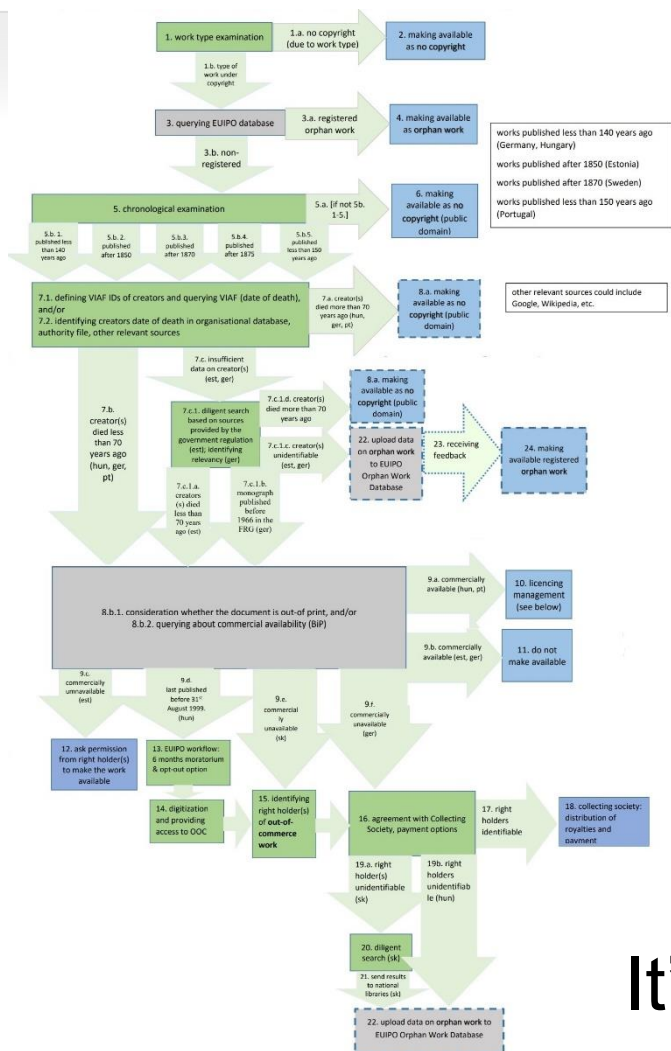 1. work type examination
1.a. no copyright
(due to work type)
2. making available
as no copyright
1.b. type of
work under
copyright
3. querying EUIPO database
3.a. registered
orphan work
4. making available
as orphan work
works published less than 140 years ago
(Germany, Hungary)
works published after 1850 (Estonia)
works published after 1870 (Sweden)
works published less than 150 years ago
(Portugal)
3.b. non-
registered
5. chronological examination
5.a. [if not 5b.
1-5.]
6. making
available as no
copyright (public
domain)
5.b. 1.
published less
than 140
years ago
5.b. 2.
published
after 1850
5.b.3.
published
after 1870
5.b.4.
published
after 1875
5.b.5.
published
less than 150
years ago
7.1. defining VIAF IDs of creators and querying VIAF (date of death),
and/or
7.2. identifying creators date of death in organisational database,
authority file, other relevant sources
7.a. creator(s)
died more than 70
years ago (hun,
ger, pt)
8.a. making
available as no
copyright (public
domain)
other relevant sources could include
Google, Wikipedia, etc.
7.b.
creator(s)
died less
than 70
years ago
(hun, ger,
pt)
7.c. insufficient
data on creator(s)
(est, ger)
7.c.1. diligent search
based on sources
provided by the
government regulation
(est); identifying
relevancy (ger)
7.c.1.d. creator(s)
died more than 70
years ago
8.a. making
available as no
copyright (public
domain)
7.c.1.c. creator(s)
unidentifiable
(est, ger)
22. upload data
on orphan work
to EUIPO
Orphan Work
Database
23. receiving
feedback
24. making
available registered
orphan work
7.c.1.a.
creators
(s) died
less than
70 years
ago (est)
7.c.1.b.
monograph
published
before
1966 in the
FRG (ger)
8.b.1. consideration whether the document is out-of print, and/or
8.b.2. querying about commercial availability (BiP)
9.a. commercially
available (hun, pt)
10. licencing
management
(see below)
9.b. commercially
available (est, ger)
11. do not
make available
9.c.
commercially
unavailable
(est)
9.d.
last published
before 31st
August 1999.
(hun)
9.e.
commercial
ly
unavailable
(sk)
9.f.
commercially
unavailable
(ger)
12. ask permission
from right holder(s)
to make the work
available
13. EUIPO workflow:
6 months moratorium
& opt-out option
14. digitization
and providing
access to OOC
15. identifying
right holder(s)
of out-of-
commerce
work
16. agreement with Collecting
Society, payment options
17. right
holders
identifiable
18. collecting society:
distribution of
royalties and
payment
19.a. right
holder(s)
unidentifiable
(sk)
19b. right
holders
unidentifiab
le (hun)
20. diligent
search (sk)
21. send results
to national
libraries (sk)
22. upload data on orphan work to
EUIPO Orphan Work Database
It'